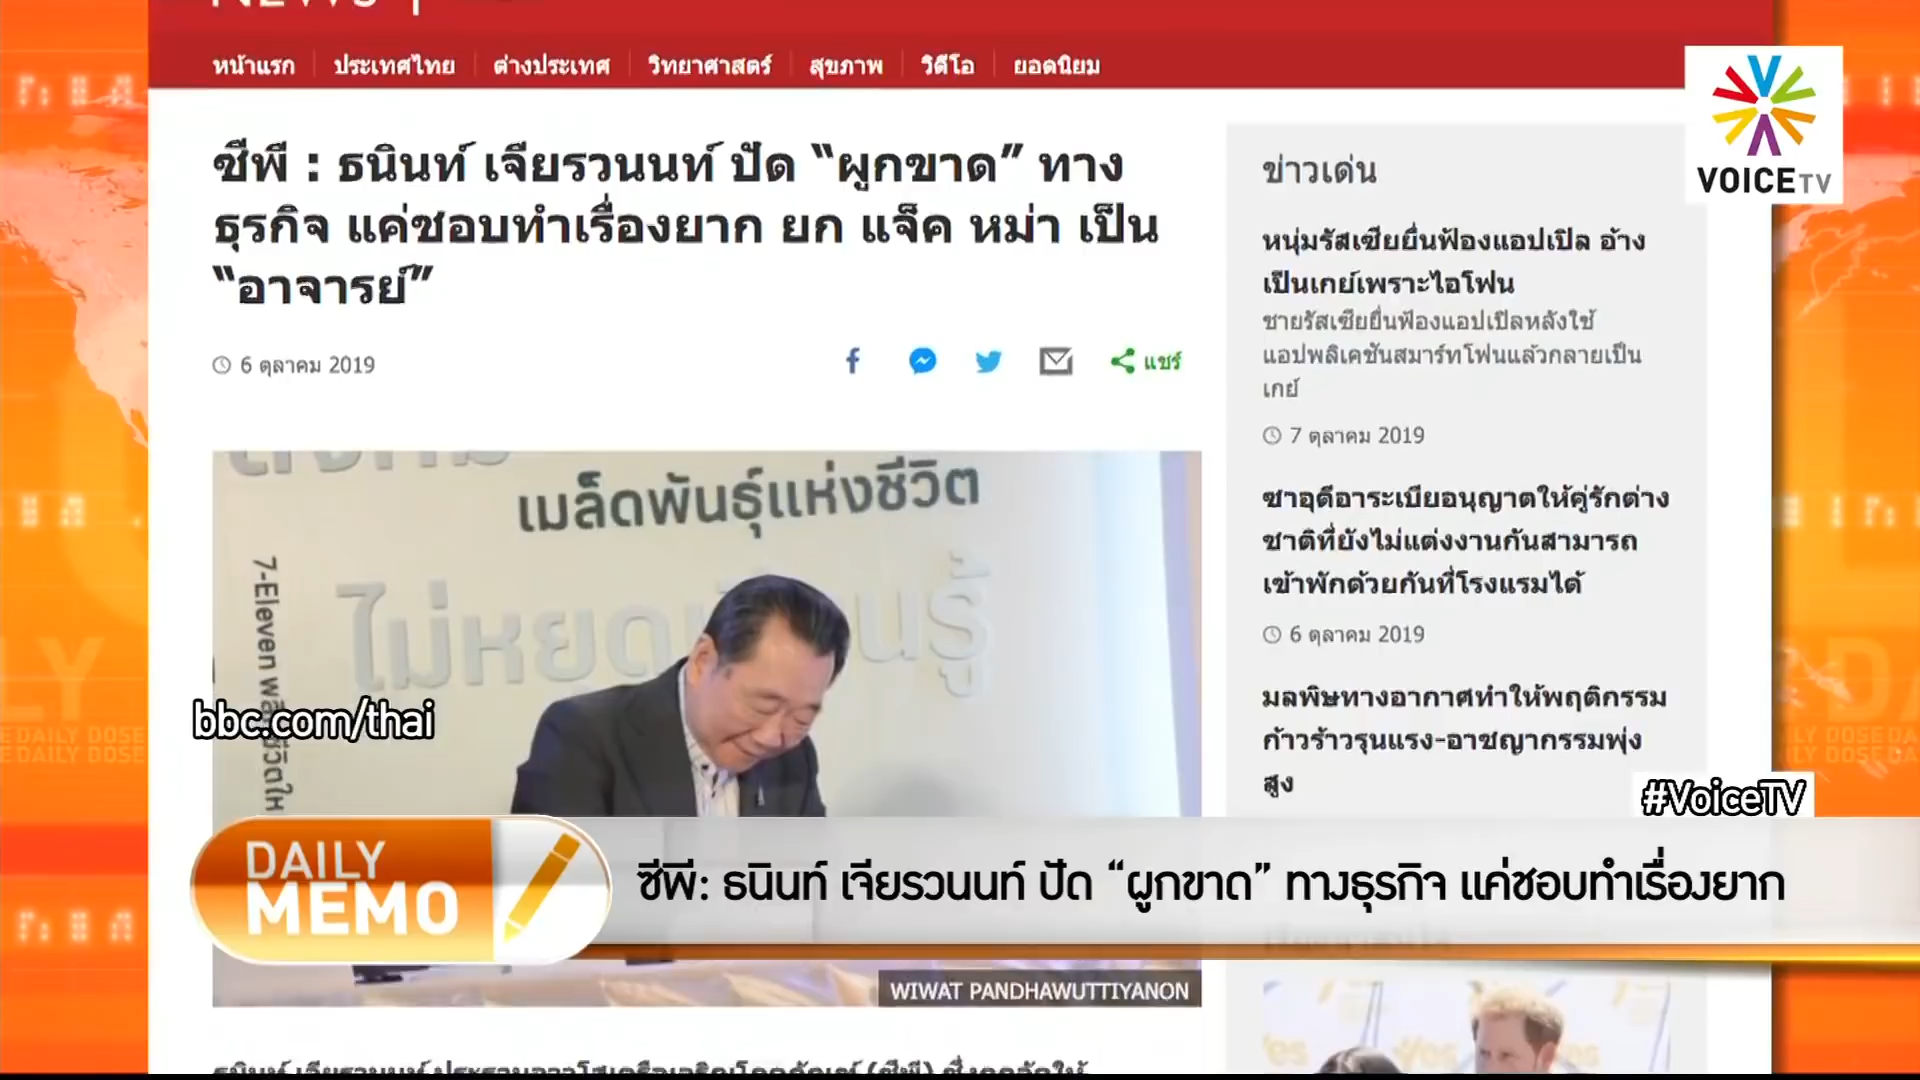 หน้าแรก ประเทศไทย ต่างประเทศ วิทยาศาสตร์ สุขภาพ วิดีโอ ยอดนิยม
VOICETV
ซีพี : ธนินท์ เจียรวนนท์ ปัด “ผูกขาด” ทาง
ธุรกิจ แค่ชอบทำเรื่องยาก ยก แจ็ค หม่า เป็น
“อาจารย์”
6 ตุลาคม 2019
แชร์
ข่าวเด่น
หนุ่มรัสเซียยื่นฟ้องแอปเปิล อ้าง
เป็นเกย์เพราะไอโฟน
ชายรัสเซียยื่นฟ้องแอปเปิลหลังใช้
แอปพลิเคชันสมาร์ทโฟนแล้วกลายเป็น
เกย์
7 ตุลาคม 2019
ซาอุดีอาระเบียอนุญาตให้คู่รักต่าง
ชาติที่ยังไม่แต่งงานกันสามารถ
เข้าพักด้วยกันที่โรงแรมได้
6 ตุลาคม 2019
มลพิษทางอากาศทำให้พฤติกรรม
ก้าวร้าวรุนแรง-อาชญากรรมพุ่ง
สูง
เมล็ดพันธุ์แห่งชีวิต
ไม่หยุด
7-Eleven
bbc.com/thai
#VoiceTV
DAILY
MEMO
ซีพี: ธนินท์ เจียรวนนท์ ปัด “ผูกขาด” ทางธุรกิจ แค่ชอบทำเรื่องยาก
WIWAT PANDHAWUTTIYANON
DAILY DOSE
DAILY DOSE